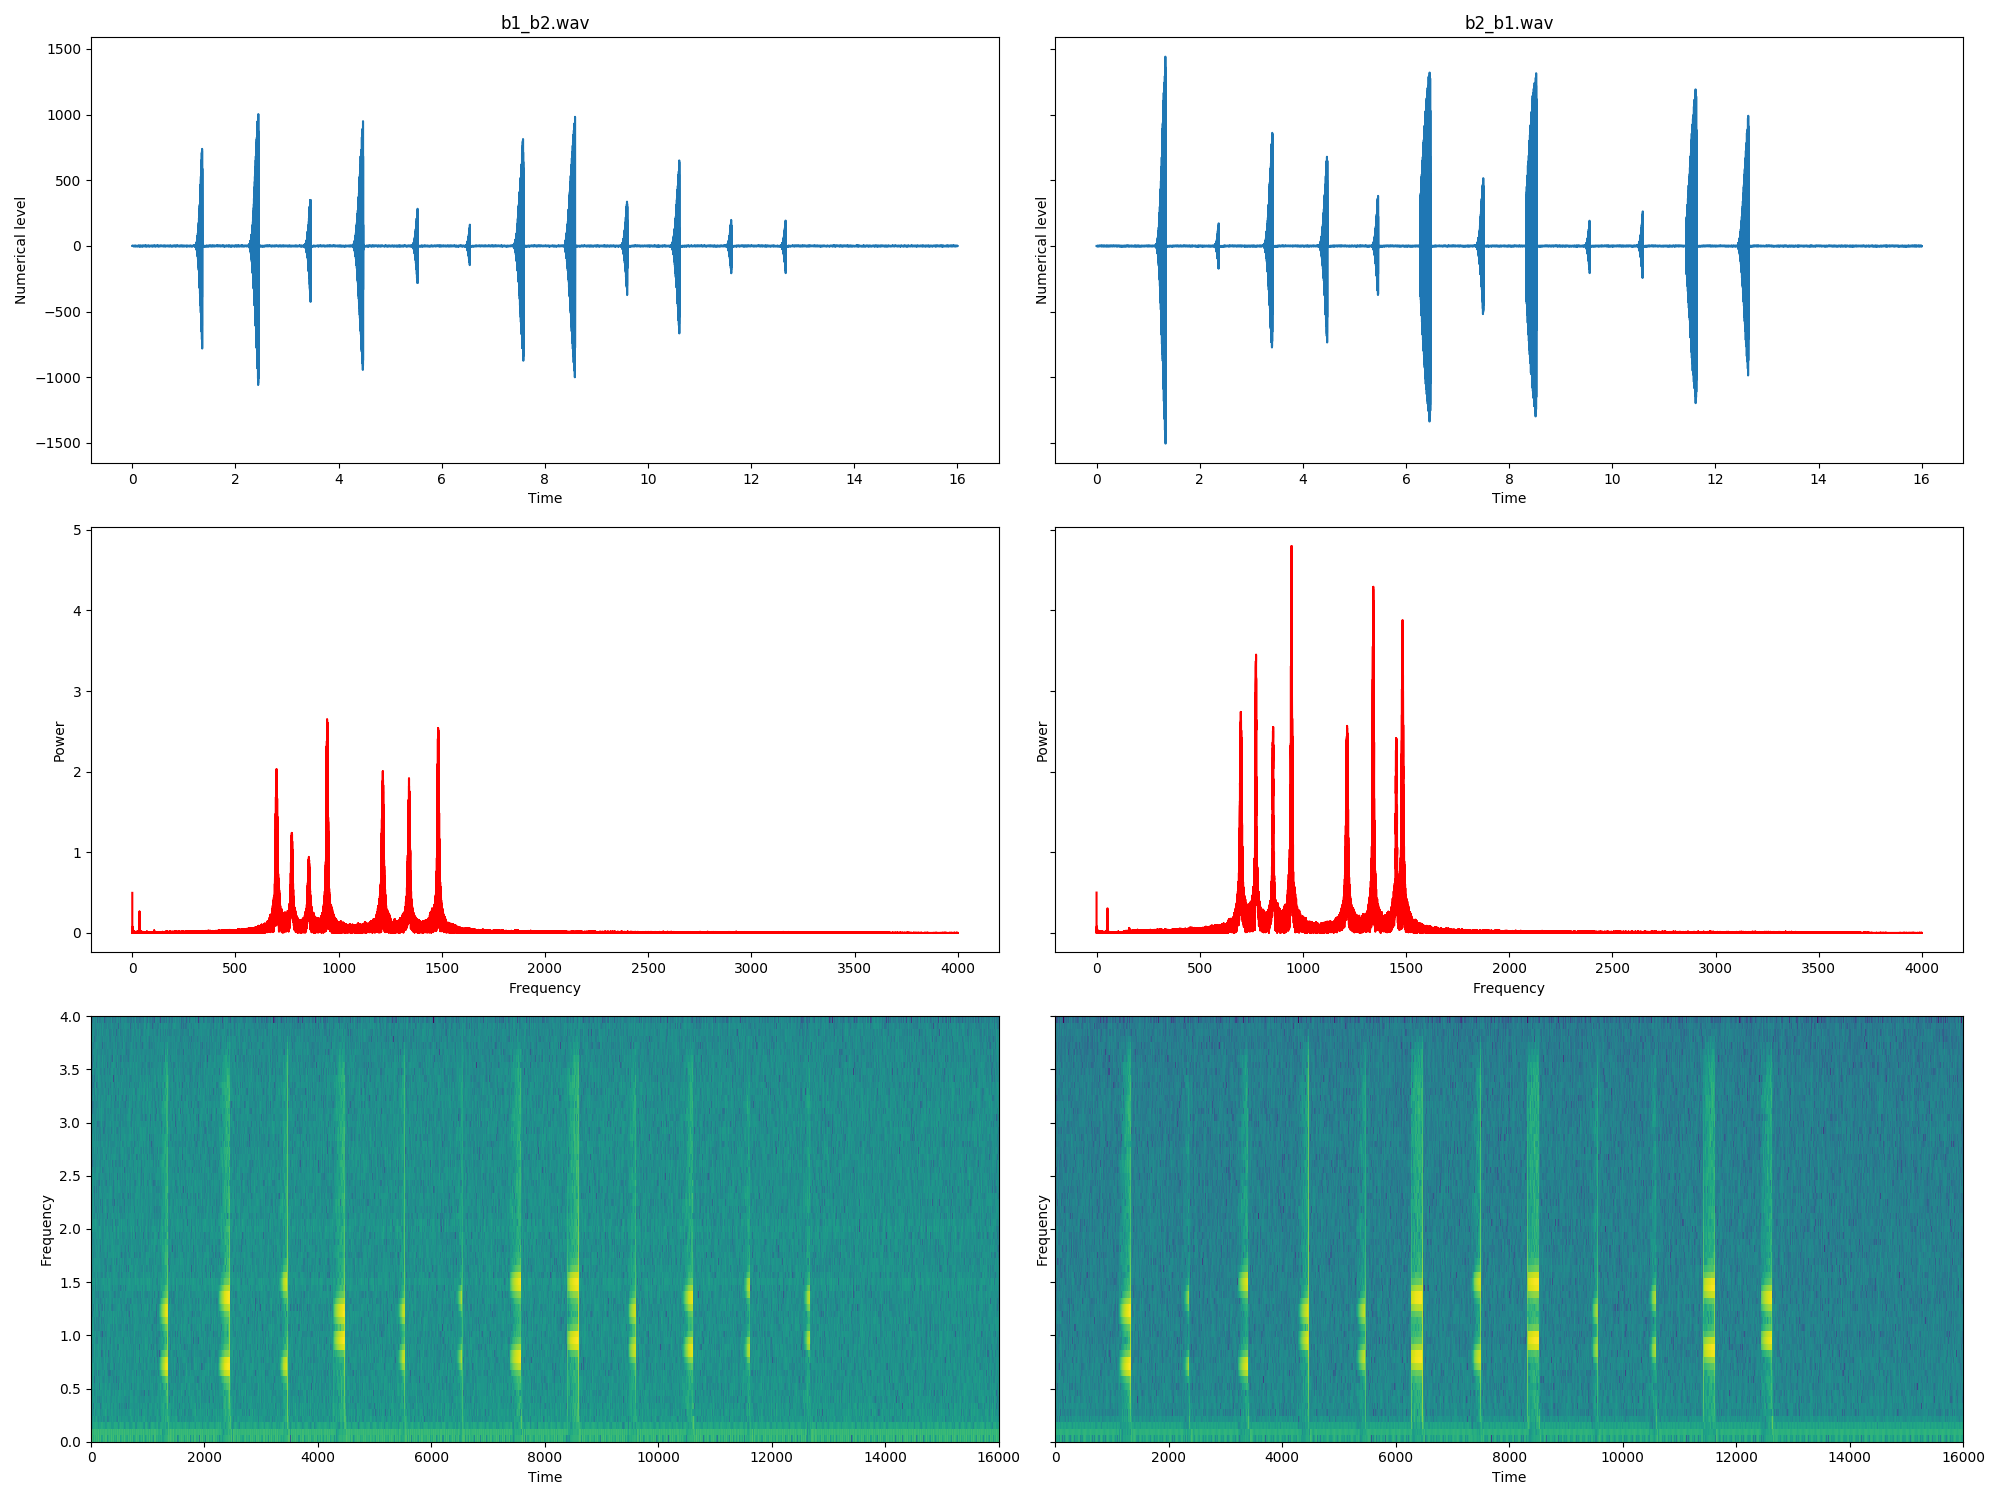 b1_b2.wav
b2_b1.wav
1500
1000
500
0
−500
−1000
−1500
Numerical level
Numerical level
0 2 4 6 8 10 12 14 16
0 2 4 6 8 10 12 14 16
Time
Time
5
4
3
2
1
0
Power
Power
0 500 1000 1500 2000 2500 3000 3500 4000
0 500 1000 1500 2000 2500 3000 3500 4000
Frequency
Frequency
4.0
3.5
3.0
2.5
2.0
1.5
1.0
0.5
0.0
Frequency
Frequency
0 2000 4000 6000 8000 10000 12000 14000 16000
0 2000 4000 6000 8000 10000 12000 14000 16000
Time
Time